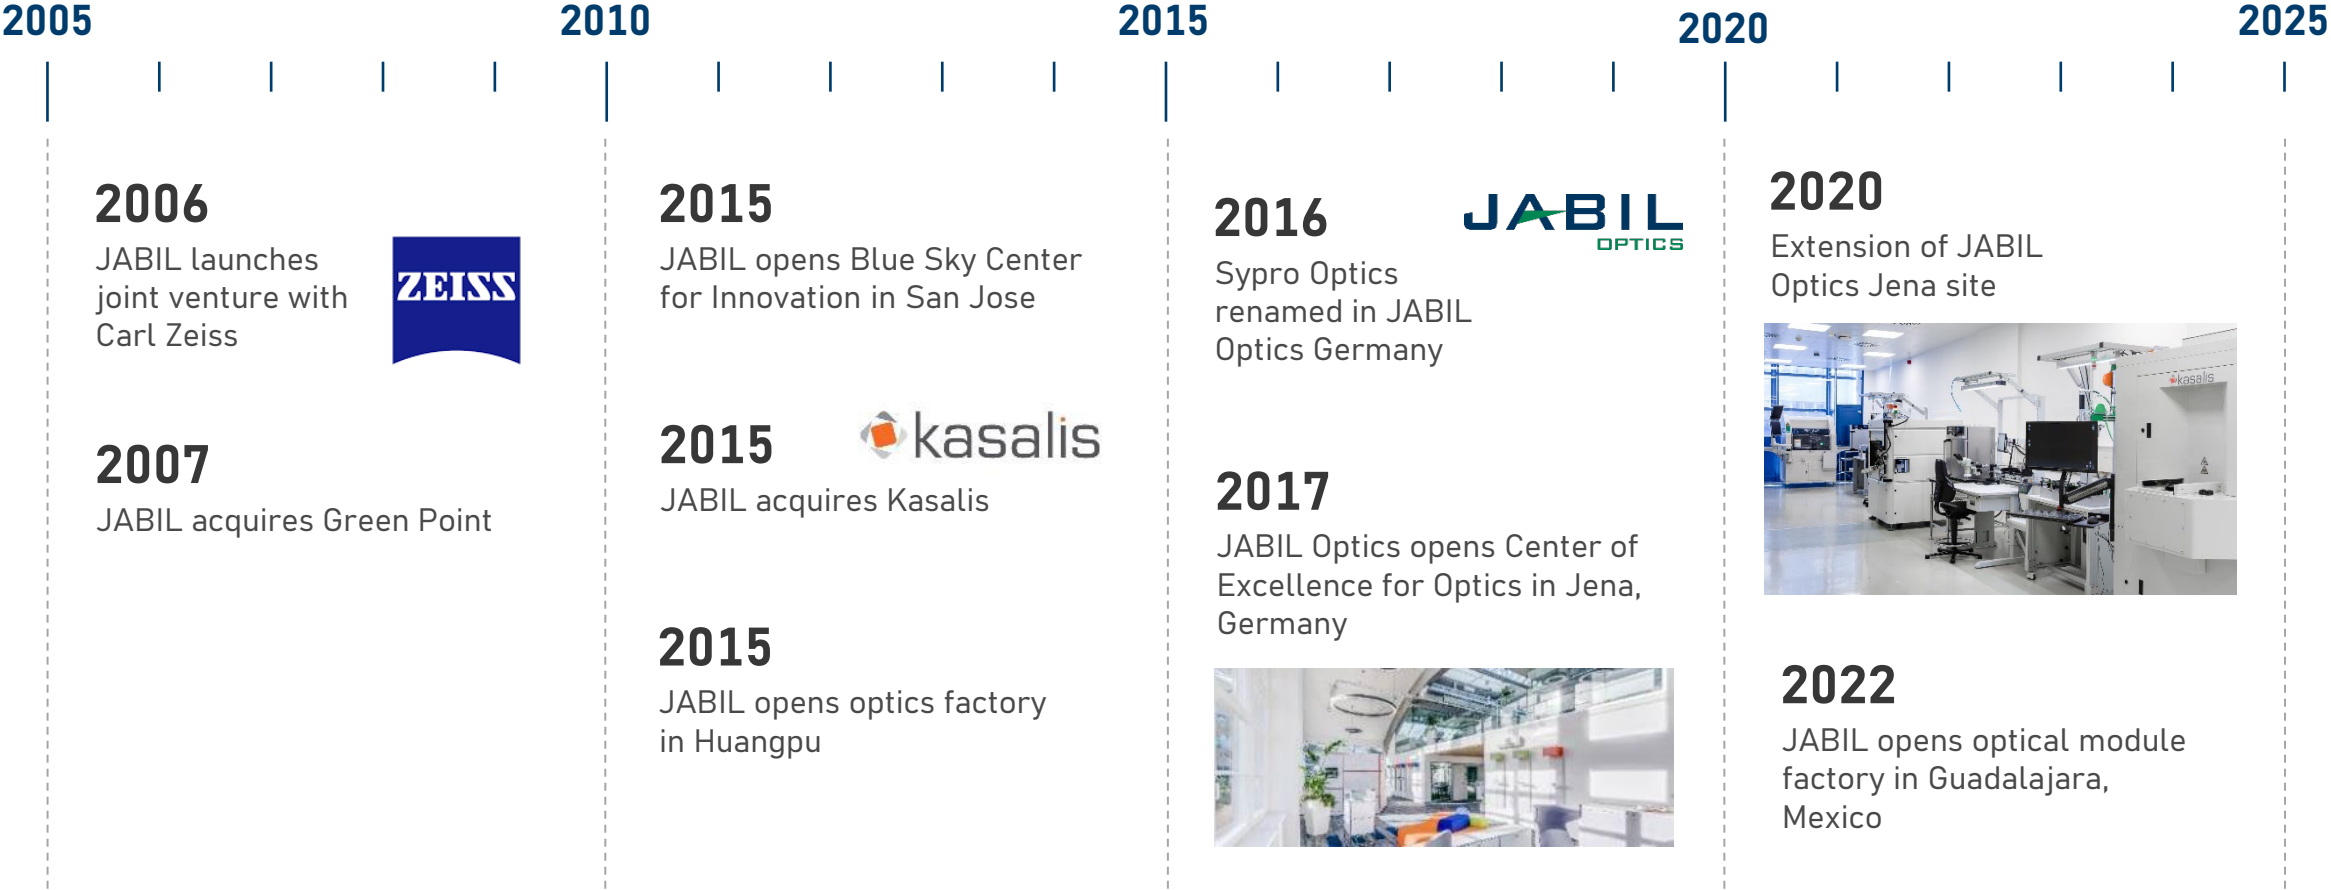 2005
2010
2015
2020
2025
2006
JABIL launches
joint venture with
Carl Zeiss
ZEISS
2007
JABIL acquires Green Point
2015
JABIL opens Blue Sky Center
for Innovation in San Jose
2015
kasalis
JABIL acquires Kasalis
2015
JABIL opens optics factory
in Huangpu
2016
JABIL
OPTICS
Sypro Optics
renamed in JABIL
Optics Germany
2017
JABIL Optics opens Center of
Excellence for Optics in Jena,
Germany
2020
Extension of JABIL
Optics Jena site
kasalis
2022
JABIL opens optical module
factory in Guadalajara,
Mexico